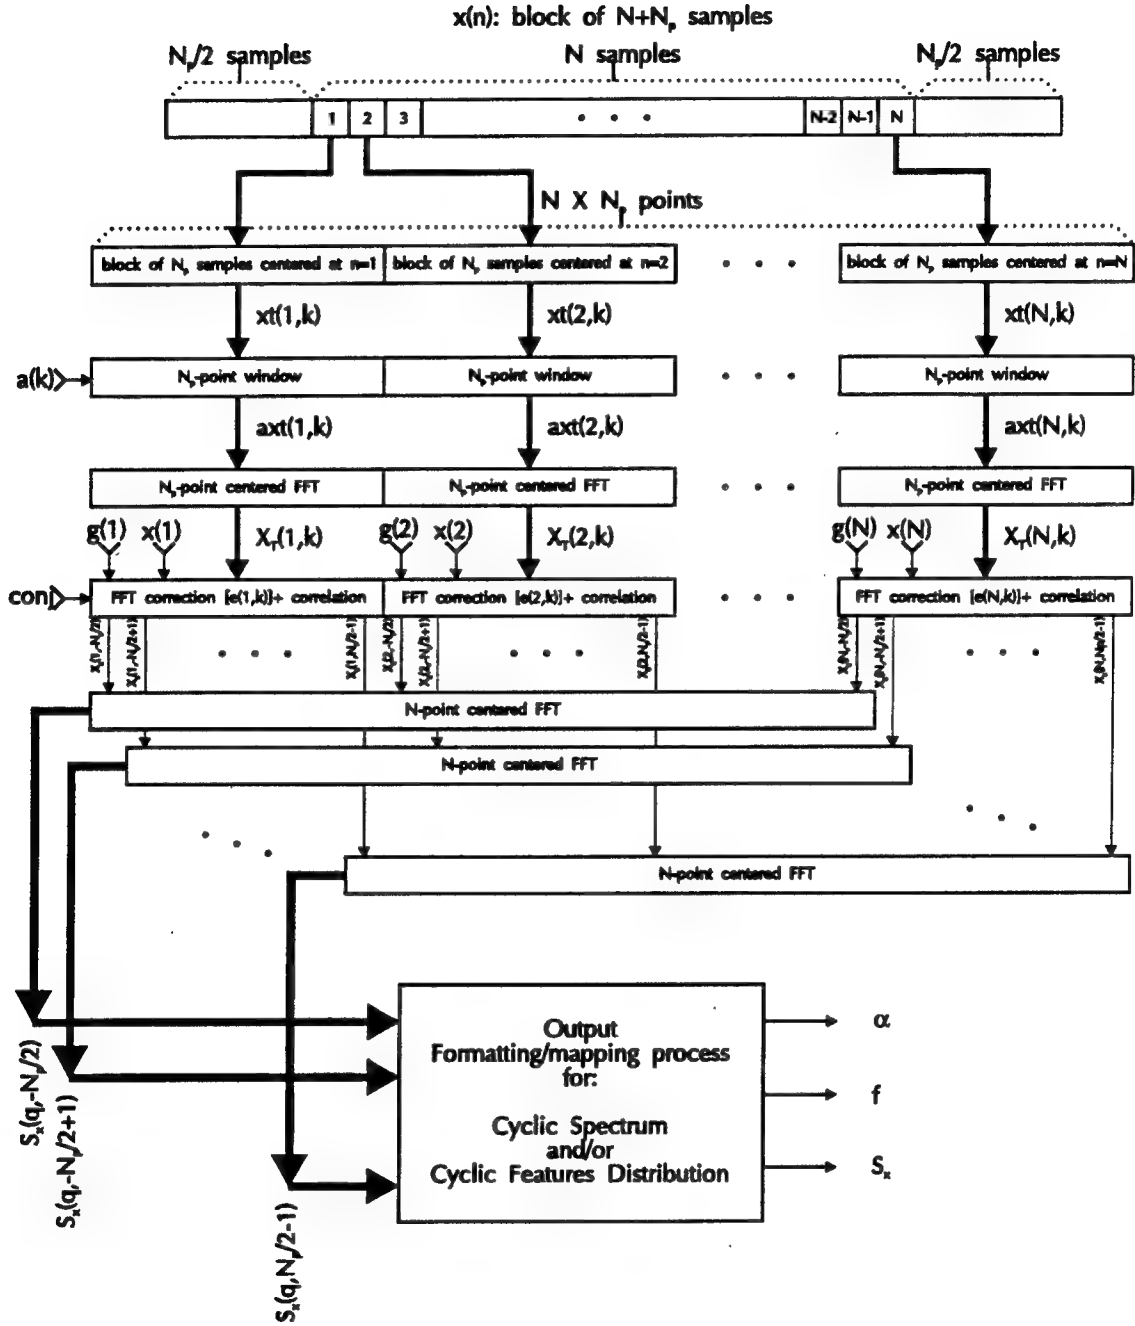 x(n): block of N+Nₚ samples
Nₚ/2 samples
N samples
Nₚ/2 samples
1 2 3 • • • N-2 N-1 N
N X Nₚ points
block of Nₚ samples centered at n=1
block of Nₚ samples centered at n=2
• • •
block of Nₚ samples centered at n=N
xt(1,k)
xt(2,k)
xt(N,k)
a(k)
Nₚ-point window
Nₚ-point window
• • •
Nₚ-point window
axt(1,k)
axt(2,k)
axt(N,k)
Nₚ-point centered FFT
Nₚ-point centered FFT
• • •
Nₚ-point centered FFT
g(1) x(1) X_T(1,k)
g(2) x(2) X_T(2,k)
g(N) x(N) X_T(N,k)
conj
FFT correction [e(1,k)]+ correlation
FFT correction [e(2,k)]+ correlation
• • •
FFT correction [e(N,k)]+ correlation
N-point centered FFT
N-point centered FFT
N-point centered FFT
Sₓ(q,-Nₚ/2)
Sₓ(q,-Nₚ/2+1)
Sₓ(q,Nₚ/2-1)
Output
Formatting/mapping process
for:
Cyclic Spectrum
and/or
Cyclic Features Distribution
α
f
Sₓ